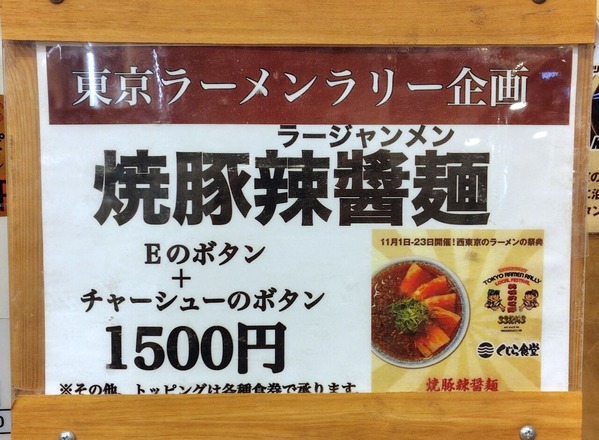 東京ラーメンラリー企画
ラージャンメン
焼豚辣醬麺
Eのボタン
+
チャーシューのボタン
1500円
※その他、トッピングは各種食券で承ります
11月1日-23日開催!西東京のラーメンの祭典
TOKYO RAMEN RALLY
LOCAL FESTIVAL
くじら食堂
焼豚辣醤麺